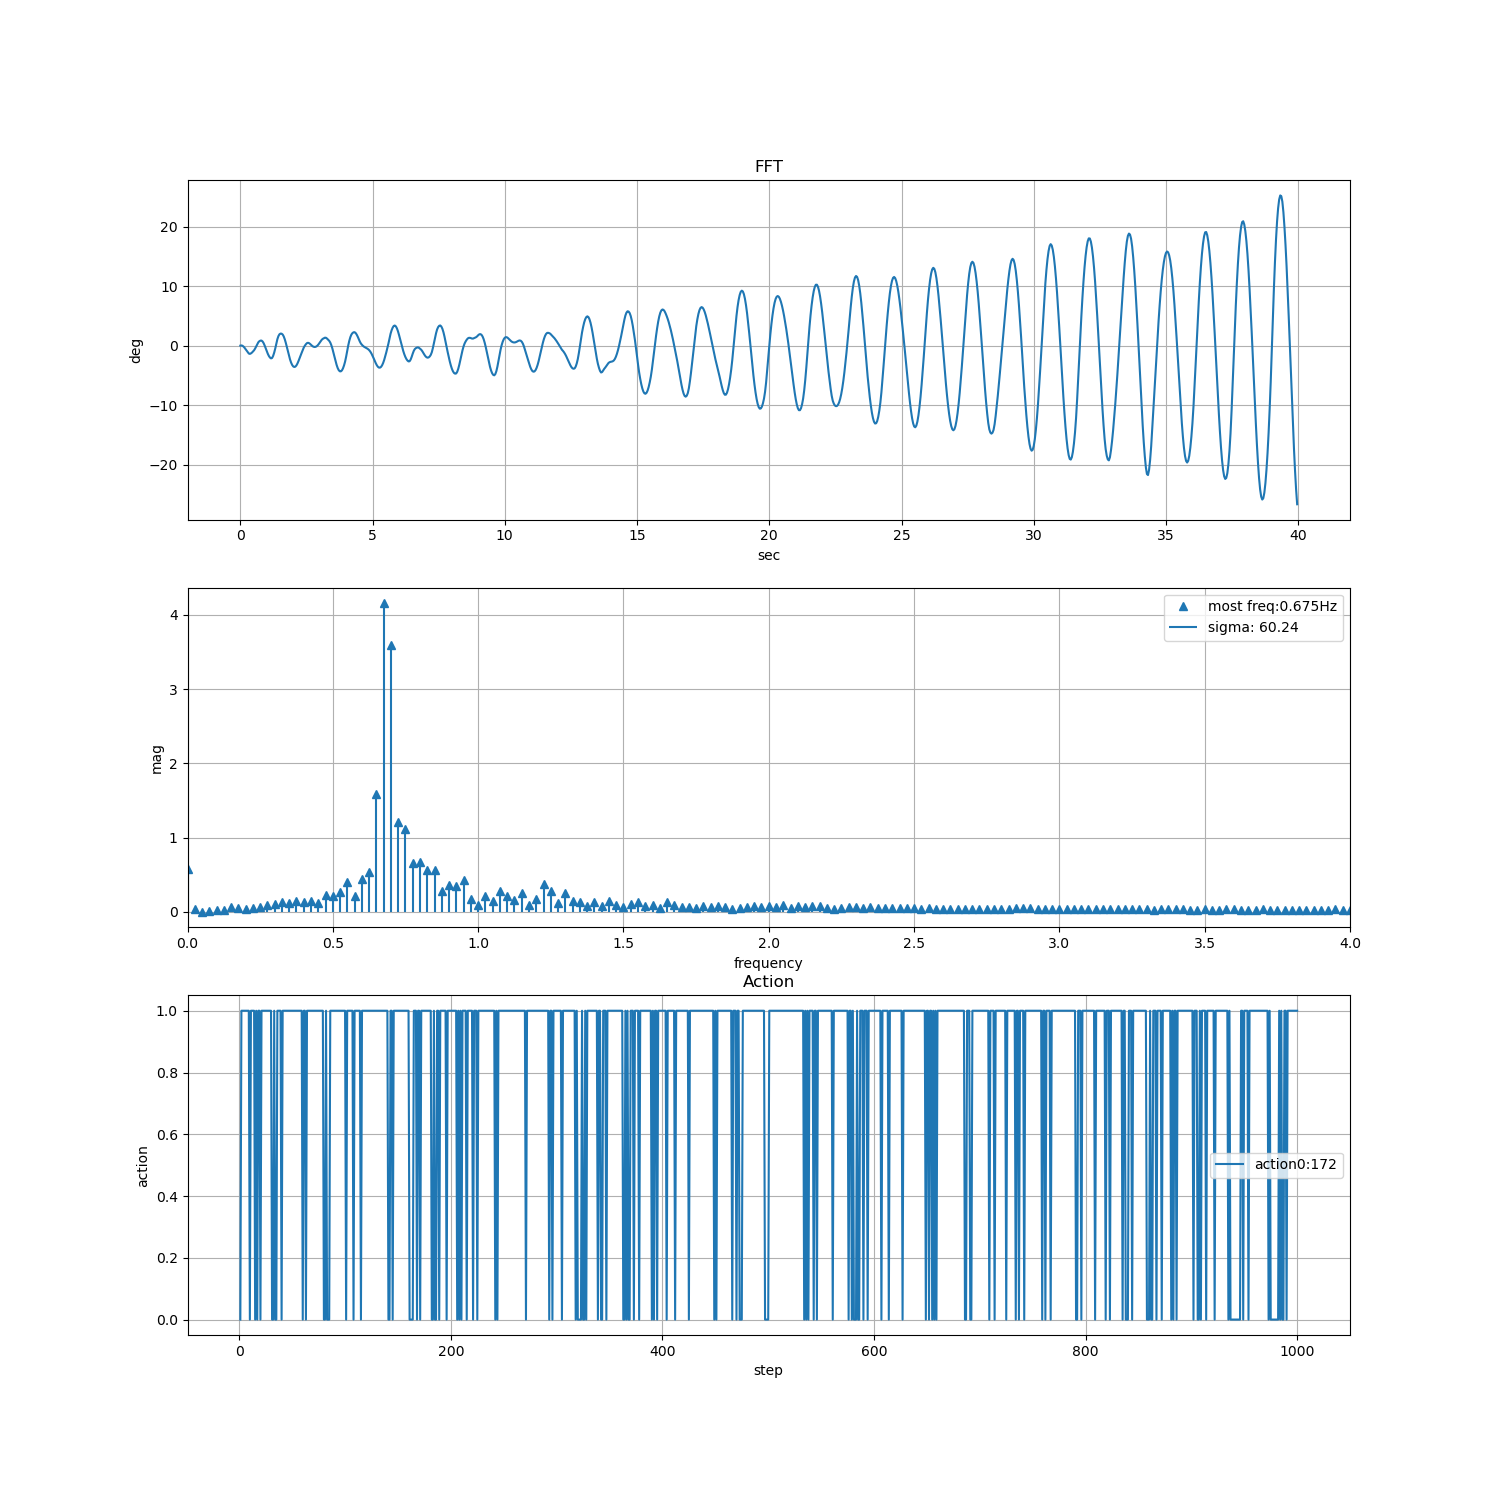 FFT
20
10
0
−10
−20
deg
0 5 10 15 20 25 30 35 40
sec
most freq:0.675Hz
sigma: 60.24
4
3
2
1
0
mag
0.0 0.5 1.0 1.5 2.0 2.5 3.0 3.5 4.0
frequency
Action
1.0
0.8
0.6
0.4
0.2
0.0
action
action0:172
0 200 400 600 800 1000
step